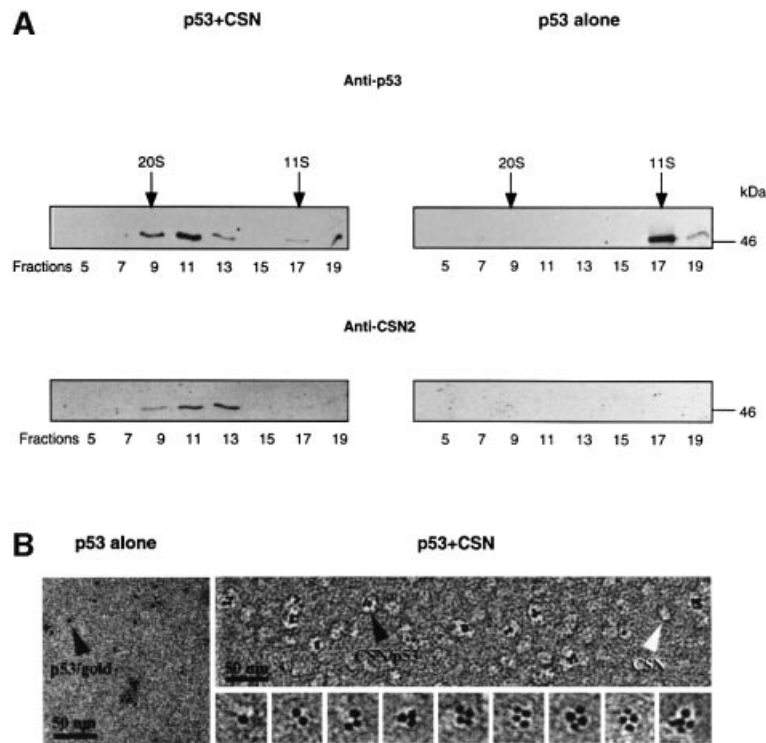 A
p53+CSN p53 alone
Anti-p53
20S 11S 20S 11S
kDa
46
Fractions 5 7 9 11 13 15 17 19 5 7 9 11 13 15 17 19
Anti-CSN2
46
Fractions 5 7 9 11 13 15 17 19 5 7 9 11 13 15 17 19
B
p53 alone p53+CSN
p53/gold CSN/p53 CSN
50 nm 50 nm